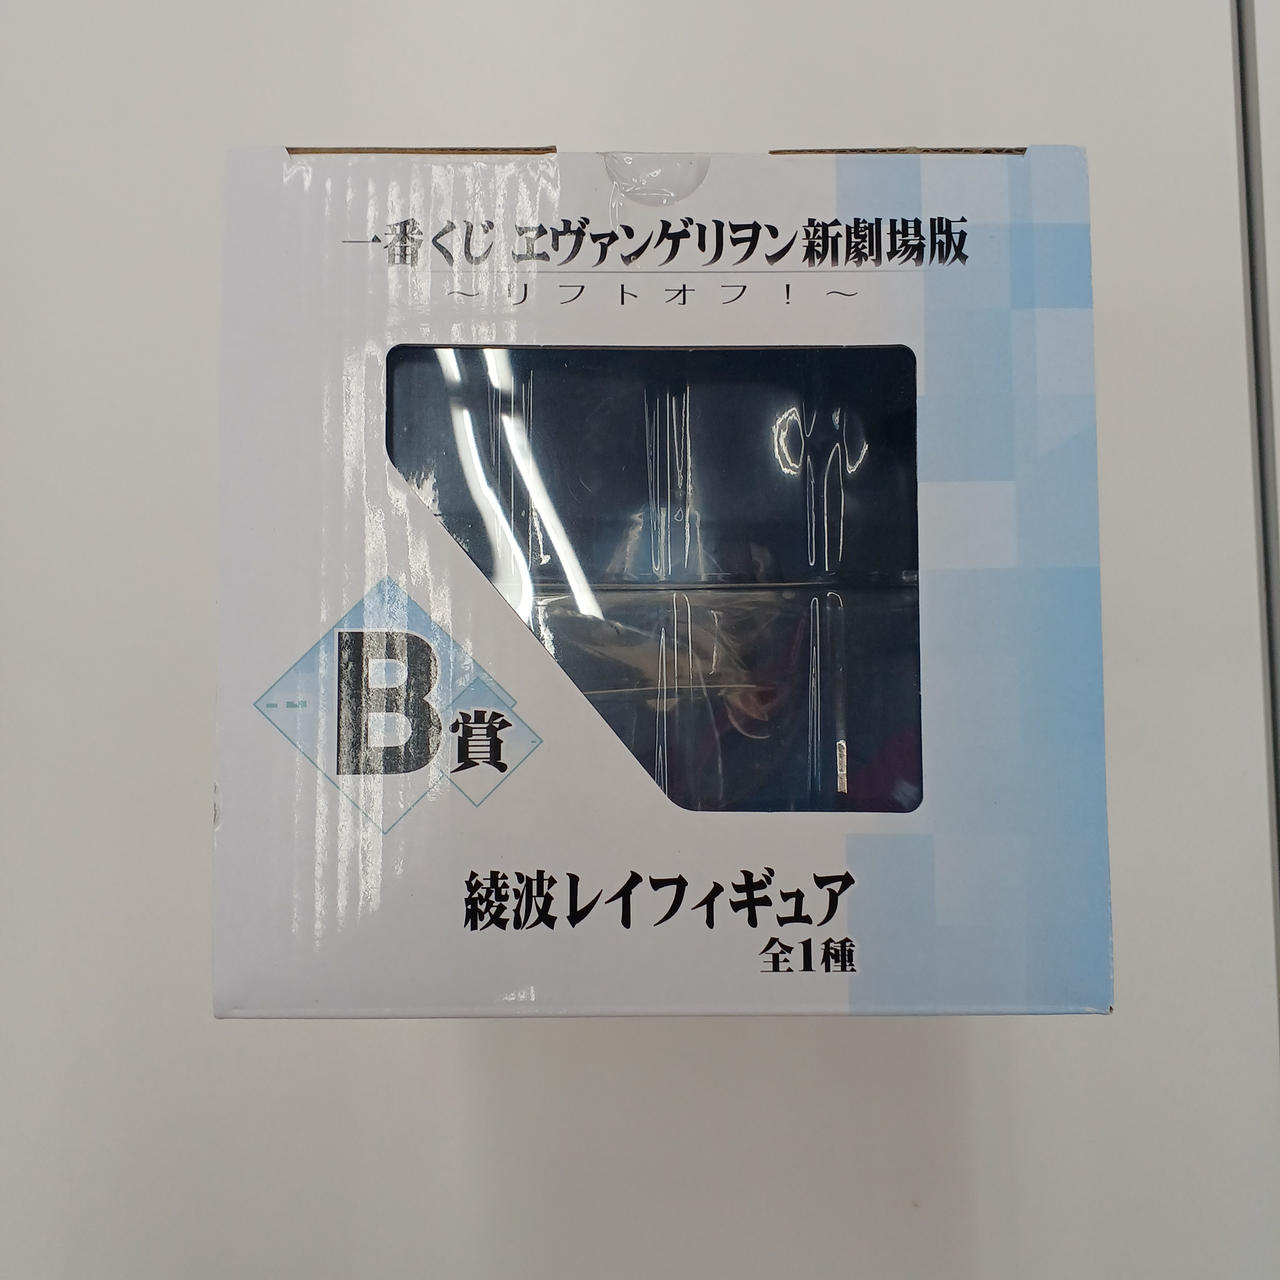 一番くじ ヱヴァンゲリヲン新劇場版
～リフトオフ！～
B賞
綾波レイフィギュア
全1種